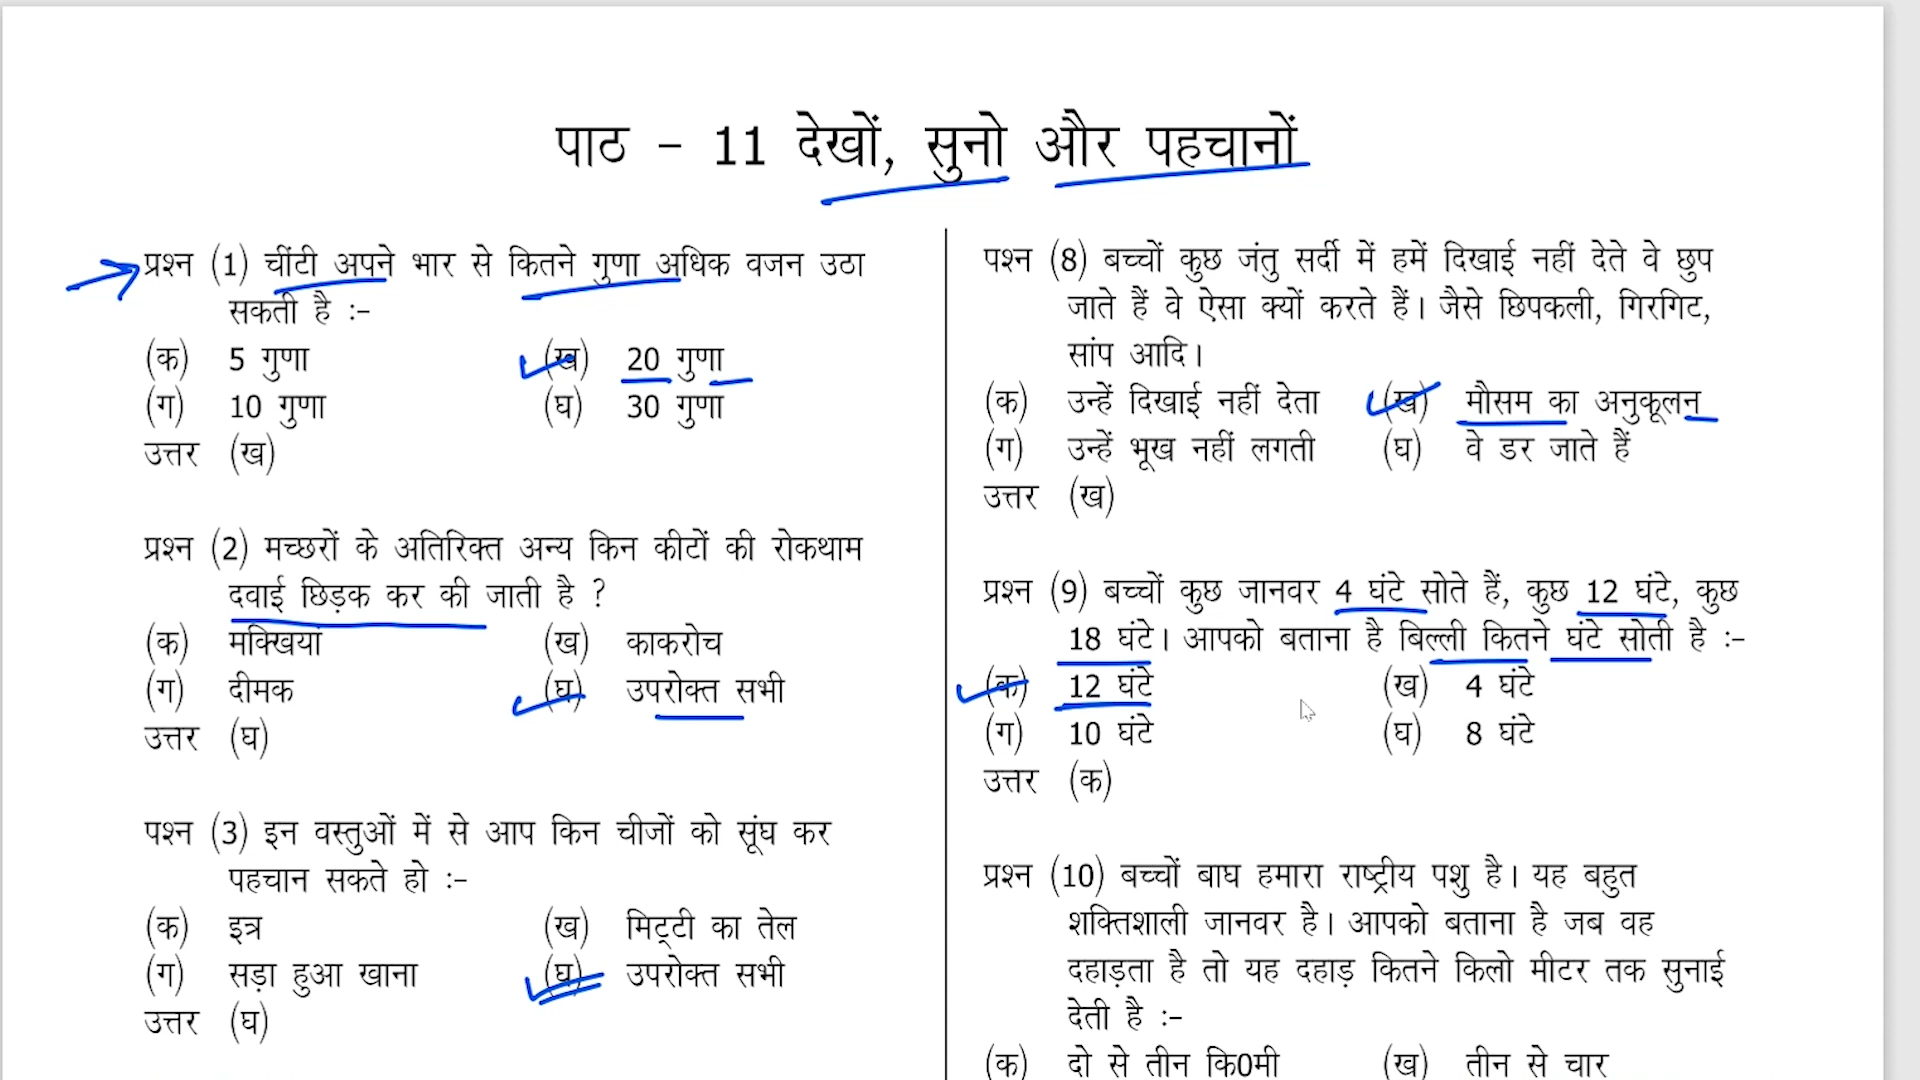 पाठ - 11 देखों, सुनो और पहचानों
प्रश्न (1) चींटी अपने भार से कितने गुणा अधिक वजन उठा
सकती है :-
(क) 5 गुणा (ख) 20 गुणा
(ग) 10 गुणा (घ) 30 गुणा
उत्तर (ख)
प्रश्न (2) मच्छरों के अतिरिक्त अन्य किन कीटों की रोकथाम
दवाई छिड़क कर की जाती है ?
(क) मक्खियां (ख) काकरोच
(ग) दीमक (घ) उपरोक्त सभी
उत्तर (घ)
पश्न (3) इन वस्तुओं में से आप किन चीजों को सूंघ कर
पहचान सकते हो :-
(क) इत्र (ख) मिट्टी का तेल
(ग) सड़ा हुआ खाना (घ) उपरोक्त सभी
उत्तर (घ)
पश्न (8) बच्चों कुछ जंतु सर्दी में हमें दिखाई नहीं देते वे छुप
जाते हैं वे ऐसा क्यों करते हैं। जैसे छिपकली, गिरगिट,
सांप आदि।
(क) उन्हें दिखाई नहीं देता (ख) मौसम का अनुकूलन
(ग) उन्हें भूख नहीं लगती (घ) वे डर जाते हैं
उत्तर (ख)
प्रश्न (9) बच्चों कुछ जानवर 4 घंटे सोते हैं, कुछ 12 घंटे, कुछ
18 घंटे। आपको बताना है बिल्ली कितने घंटे सोती है :-
(क) 12 घंटे (ख) 4 घंटे
(ग) 10 घंटे (घ) 8 घंटे
उत्तर (क)
प्रश्न (10) बच्चों बाघ हमारा राष्ट्रीय पशु है। यह बहुत
शक्तिशाली जानवर है। आपको बताना है जब वह
दहाड़ता है तो यह दहाड़ कितने किलो मीटर तक सुनाई
देती है :-
(क) दो से तीन कि0मी (ख) तीन से चार